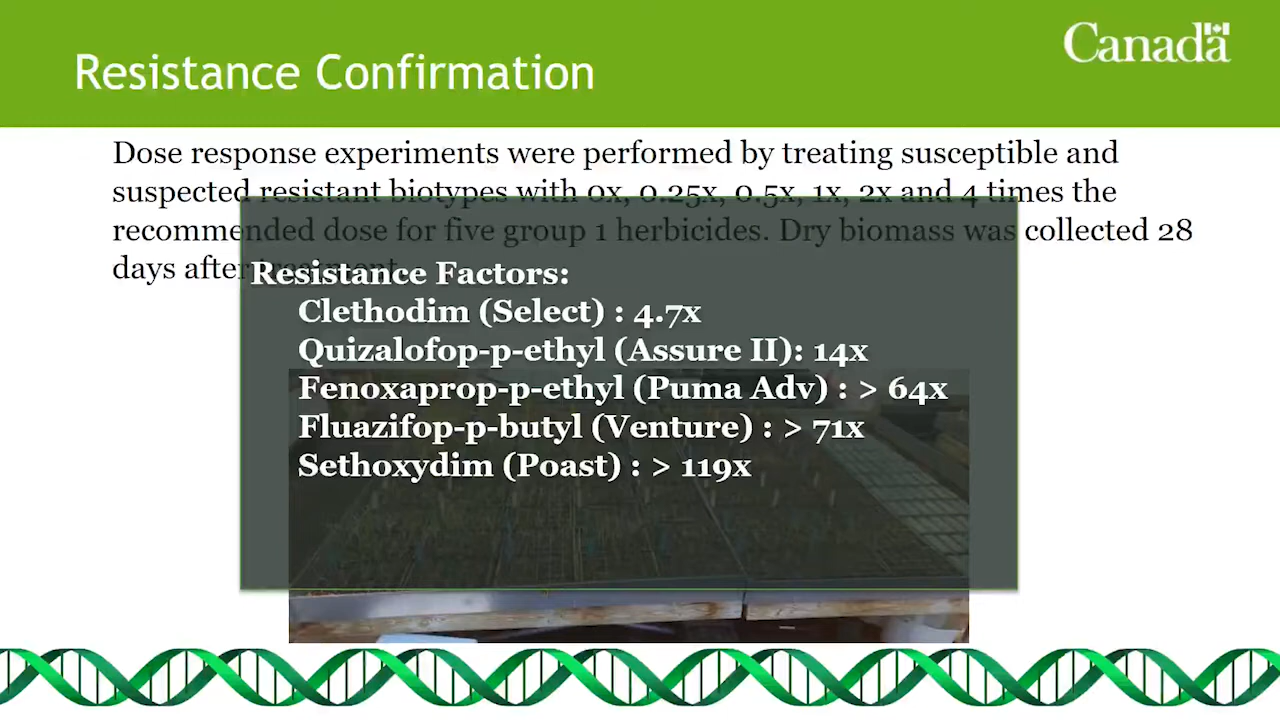 Resistance Confirmation
Canada
Dose response experiments were performed by treating susceptible and
suspected resistant biotypes with 0x, 0.25x, 0.5x, 1x, 2x and 4 times the
recommended dose for five group 1 herbicides. Dry biomass was collected 28
days after treatment.
Resistance Factors:
Clethodim (Select) : 4.7x
Quizalofop-p-ethyl (Assure II): 14x
Fenoxaprop-p-ethyl (Puma Adv) : > 64x
Fluazifop-p-butyl (Venture) : > 71x
Sethoxydim (Poast) : > 119x